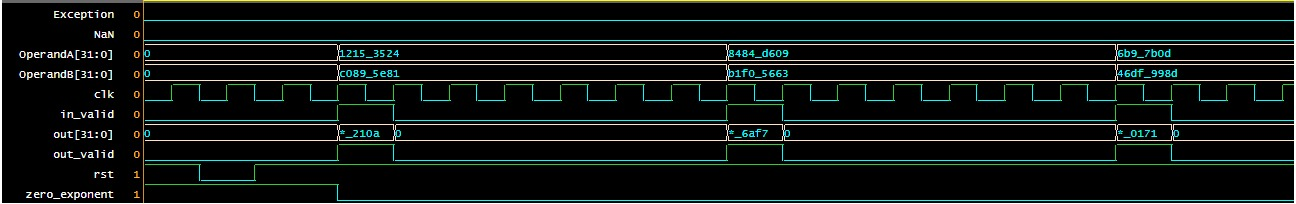 Exception 0
NaN 0
OperandA[31:0] 0 0 1215_3524 8484_d609 6b9_7b0d
OperandB[31:0] 0 0 c089_5e81 b1f0_5663 46df_998d
clk 0
in_valid 0
out[31:0] 0 0 *_210a 0 *_6af7 0 *_0171 0
out_valid 0
rst 1
zero_exponent 1